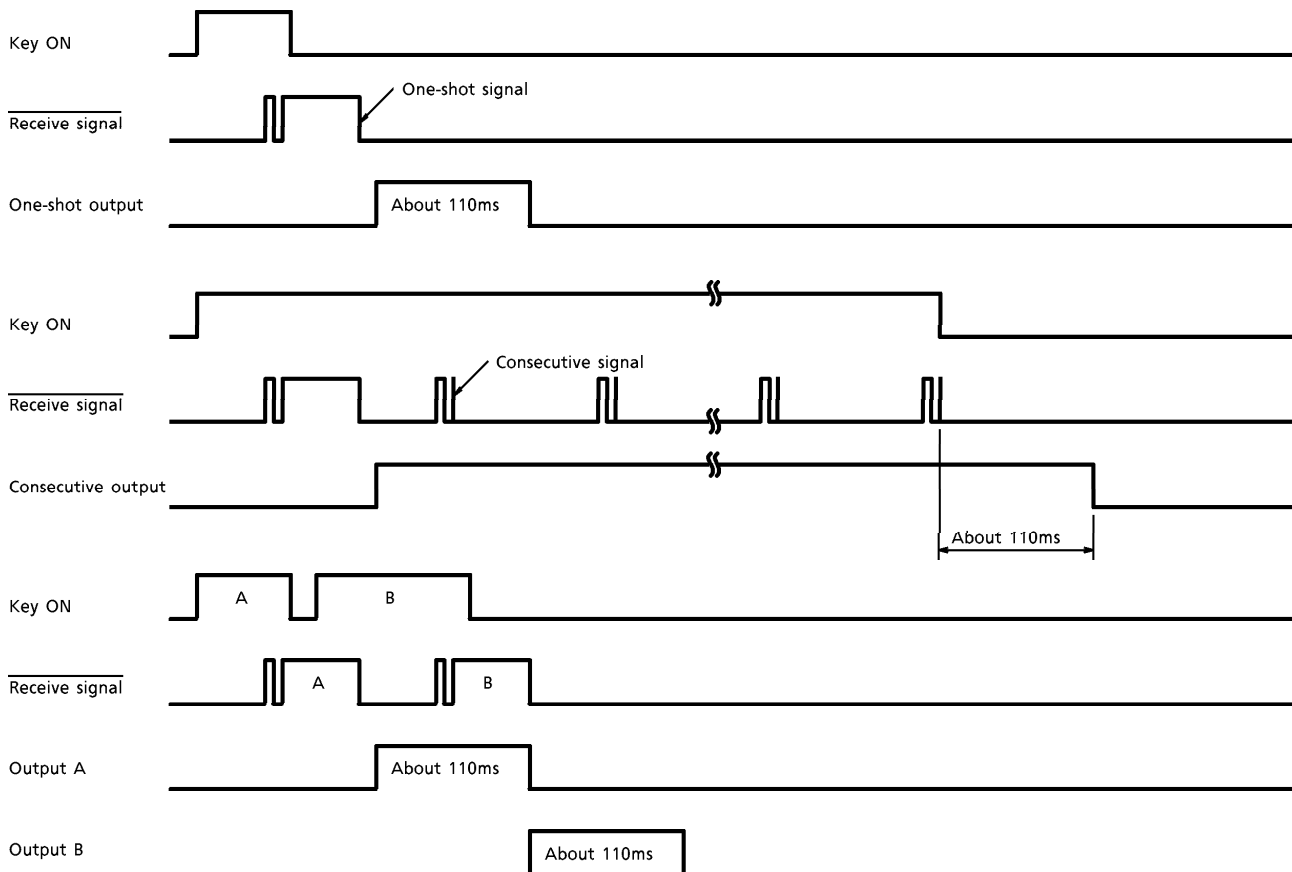 Key ON
One-shot signal
Receive signal
One-shot output
About 110ms
Key ON
Consecutive signal
Receive signal
Consecutive output
About 110ms
Key ON
A
B
Receive signal
A
B
Output A
About 110ms
Output B
About 110ms